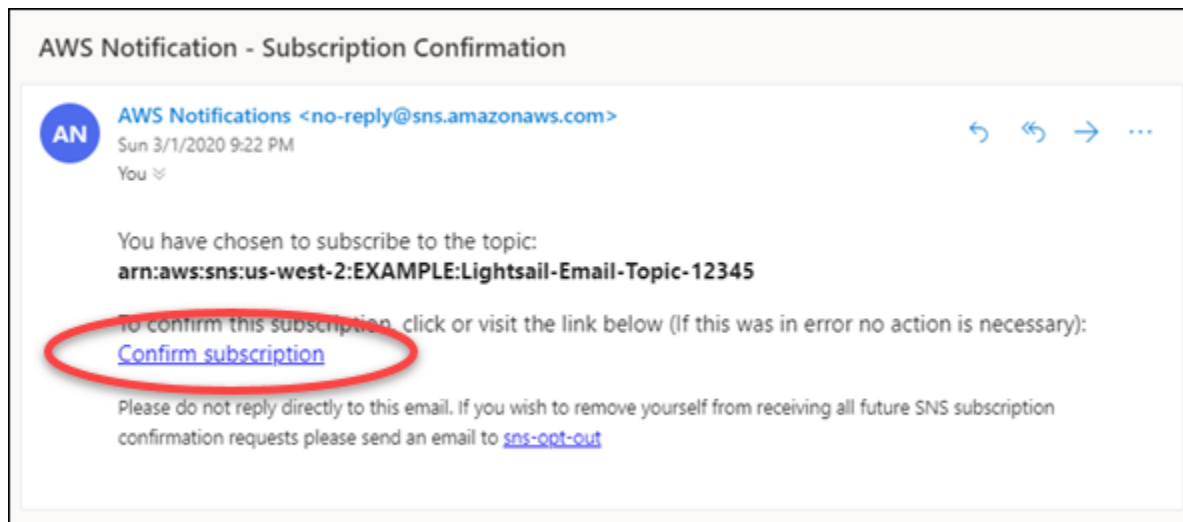 AWS Notification - Subscription Confirmation
AN
AWS Notifications <no-reply@sns.amazonaws.com>
Sun 3/1/2020 9:22 PM
You
You have chosen to subscribe to the topic:
arn:aws:sns:us-west-2:EXAMPLE:Lightsail-Email-Topic-12345
To confirm this subscription, click or visit the link below (If this was in error no action is necessary):
Confirm subscription
Please do not reply directly to this email. If you wish to remove yourself from receiving all future SNS subscription
confirmation requests please send an email to sns-opt-out